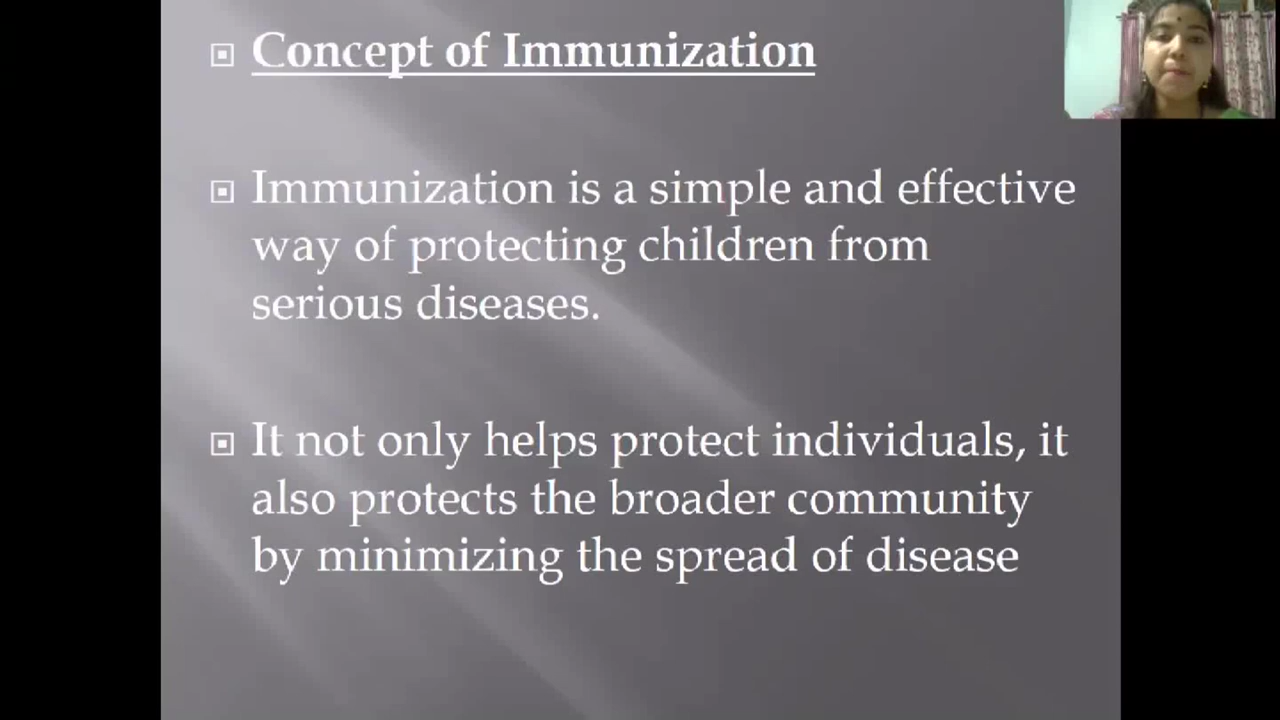 Concept of Immunization
Immunization is a simple and effective
way of protecting children from
serious diseases.
It not only helps protect individuals, it
also protects the broader community
by minimizing the spread of disease